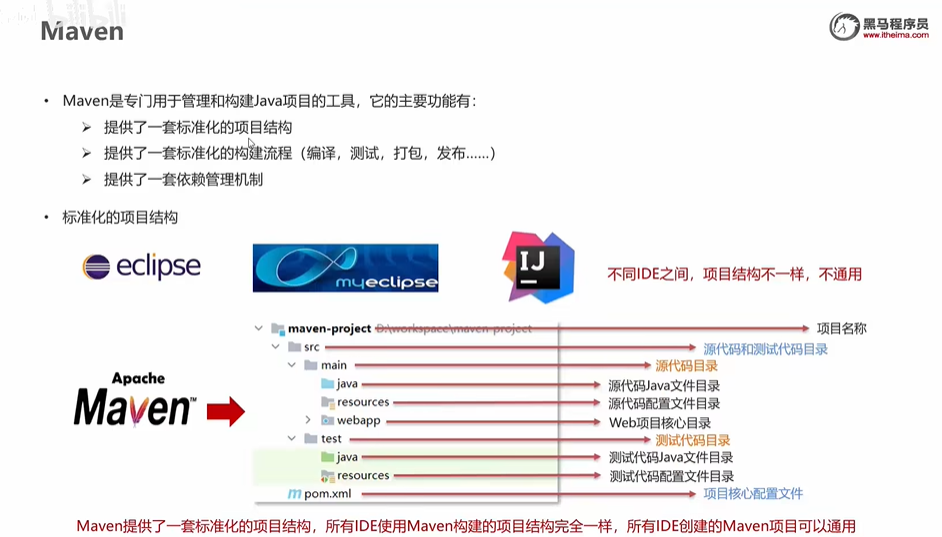 Maven
黑马程序员
www.itheima.com
• Maven是专门用于管理和构建Java项目的工具，它的主要功能有：
➢ 提供了一套标准化的项目结构
➢ 提供了一套标准化的构建流程（编译，测试，打包，发布……）
➢ 提供了一套依赖管理机制
• 标准化的项目结构
eclipse
myeclipse
IJ
不同IDE之间，项目结构不一样，不通用
maven-project D:\workspace\maven-project 项目名称
src 源代码和测试代码目录
main 源代码目录
java 源代码Java文件目录
resources 源代码配置文件目录
webapp Web项目核心目录
test 测试代码目录
java 测试代码Java文件目录
resources 测试代码配置文件目录
pom.xml 项目核心配置文件
Apache
Maven™
Maven提供了一套标准化的项目结构，所有IDE使用Maven构建的项目结构完全一样，所有IDE创建的Maven项目可以通用